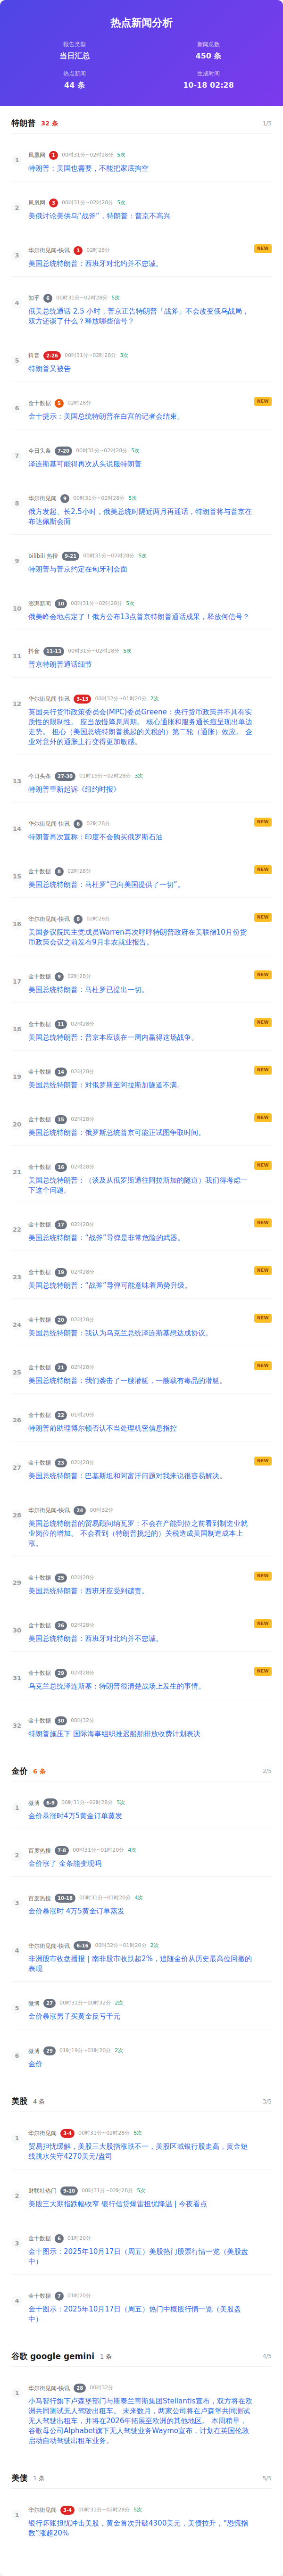 热点新闻分析
报告类型
当日汇总
新闻总数
450 条
热点新闻
44 条
生成时间
10-18 02:28
特朗普 32 条 1/5
1
凤凰网 1 00时31分~02时28分 5次
特朗普：美国也需要，不能把家底掏空
2
凤凰网 3 00时31分~02时28分 5次
美俄讨论美供乌“战斧”，特朗普：普京不高兴
3
华尔街见闻-快讯 1 02时28分 NEW
美国总统特朗普：西班牙对北约并不忠诚。
4
知乎 6 00时31分~02时28分 5次
俄美总统通话 2.5 小时，普京正告特朗普「战斧」不会改变俄乌战局，
双方还谈了什么？释放哪些信号？
5
抖音 2-26 00时31分~02时28分 3次
特朗普又被告
6
金十数据 5 02时28分 NEW
金十提示：美国总统特朗普在白宫的记者会结束。
7
今日头条 7-20 00时31分~02时28分 5次
泽连斯基可能得再次从头说服特朗普
8
华尔街见闻 9 00时31分~02时28分 5次
俄方发起、长2.5小时，俄美总统时隔近两月再通话，特朗普将与普京在
布达佩斯会面
9
bilibili 热搜 9-21 00时31分~02时28分 5次
特朗普与普京约定在匈牙利会面
10
澎湃新闻 10 00时31分~02时28分 5次
俄美峰会地点定了！俄方公布13点普京特朗普通话成果，释放何信号？
11
抖音 11-13 00时31分~02时28分 5次
普京特朗普通话细节
12
华尔街见闻-快讯 3-13 00时32分~01时20分 2次
英国央行货币政策委员会(MPC)委员Greene：央行货币政策并不具有实
质性的限制性。 应当放慢降息周期。 核心通胀和服务通长痘呈现出单边
走势。 担心（美国总统特朗普挑起的关税的）第二轮（通胀）效应。 企
业对意外的通胀上行变得更加敏感。
13
今日头条 27-30 01时19分~02时28分 3次
特朗普重新起诉《纽约时报》
14
华尔街见闻-快讯 6 02时28分 NEW
特朗普再次宣称：印度不会购买俄罗斯石油
15
金十数据 8 02时28分 NEW
美国总统特朗普：马杜罗“已向美国提供了一切”。
16
华尔街见闻-快讯 8 02时28分 NEW
美国参议院民主党成员Warren再次呼呼特朗普政府在美联储10月份货
币政策会议之前发布9月非农就业报告。
17
金十数据 9 02时28分 NEW
美国总统特朗普：马杜罗已提出一切。
18
金十数据 11 02时28分 NEW
美国总统特朗普：普京本应该在一周内赢得这场战争。
19
金十数据 14 02时28分 NEW
美国总统特朗普：对俄罗斯至阿拉斯加隧道不满。
20
金十数据 15 02时28分 NEW
美国总统特朗普：俄罗斯总统普京可能正试图争取时间。
21
金十数据 16 02时28分 NEW
美国总统特朗普：（谈及从俄罗斯通往阿拉斯加的隧道）我们得考虑一
下这个问题。
22
金十数据 17 02时28分 NEW
美国总统特朗普：“战斧”导弹是非常危险的武器。
23
金十数据 19 02时28分 NEW
美国总统特朗普：“战斧”导弹可能意味着局势升级。
24
金十数据 20 02时28分 NEW
美国总统特朗普：我认为乌克兰总统泽连斯基想达成协议。
25
金十数据 21 02时28分 NEW
美国总统特朗普：我们袭击了一艘潜艇，一艘载有毒品的潜艇。
26
金十数据 22 01时20分
特朗普前助理博尔顿否认不当处理机密信息指控
27
金十数据 23 02时28分 NEW
美国总统特朗普：巴基斯坦和阿富汗问题对我来说很容易解决。
28
华尔街见闻-快讯 24 00时32分
美国总统特朗普的贸易顾问纳瓦罗：不会在产能到位之前看到制造业就
业岗位的增加。 不会看到（特朗普挑的）关税造成美国制造成本上
涨。
29
金十数据 25 02时28分 NEW
美国总统特朗普：西班牙应受到谴责。
30
金十数据 26 02时28分 NEW
美国总统特朗普：西班牙对北约并不忠诚。
31
金十数据 29 02时28分 NEW
乌克兰总统泽连斯基：特朗普很清楚战场上发生的事情。
32
金十数据 30 00时32分
特朗普施压下 国际海事组织推迟船舶排放收费计划表决
金价 6 条 2/5
1
微博 6-9 00时31分~02时28分 5次
金价暴涨时4万5黄金订单蒸发
2
百度热搜 7-8 00时31分~01时20分 4次
金价涨了 金条能变现吗
3
百度热搜 10-18 00时31分~01时20分 4次
金价暴涨时 4万5黄金订单蒸发
4
华尔街见闻-快讯 6-16 00时32分~01时20分 2次
非洲股市收盘播报｜南非股市收跌超2%，追随金价从历史最高位回撤的
表现
5
微博 27 00时31分~00时32分 2次
金价暴涨男子买黄金反亏千元
6
微博 29 01时19分~01时20分 2次
金价
美股 4 条 3/5
1
华尔街见闻 3-4 00时31分~02时28分 5次
贸易担忧缓解，美股三大股指涨跌不一，美股区域银行股走高，黄金短
线跳水失守4270美元/盎司
2
财联社热门 9-10 00时31分~02时28分 5次
美股三大期指跌幅收窄 银行信贷爆雷担忧降温 | 今夜看点
3
金十数据 6 01时20分
金十图示：2025年10月17日（周五）美股热门股票行情一览（美股盘
中）
4
金十数据 7 01时20分
金十图示：2025年10月17日（周五）热门中概股行情一览（美股盘
中）
谷歌 google gemini 1 条 4/5
1
华尔街见闻-快讯 28 00时32分
小马智行旗下卢森堡部门与斯泰兰蒂斯集团Stellantis宣布，双方将在欧
洲共同测试无人驾驶出租车。 未来数月，两家公司将在卢森堡共同测试
无人驾驶出租车，并将在2026年拓展至欧洲的其他地区。 本周稍早，
谷歌母公司Alphabet旗下无人驾驶业务Waymo宣布，计划在英国伦敦
启动自动驾驶出租车业务。
美债 1 条 5/5
1
华尔街见闻 3-4 00时31分~02时28分 5次
银行坏账担忧冲击美股，黄金首次升破4300美元，美债拉升，“恐慌指
数”涨超20%